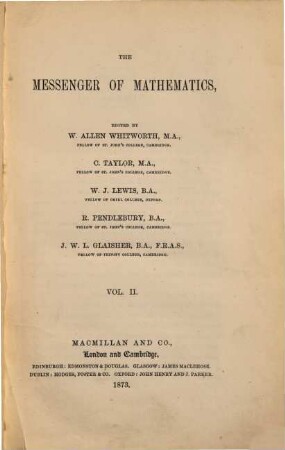 THE
MESSENGER OF MATHEMATICS,
EDITED BY
W. ALLEN WHITWORTH, M.A.,
FELLOW OF ST. JOHN'S COLLEGE, CAMBRIDGE.
C. TAYLOR, M.A.,
FELLOW OF ST. JOHN'S COLLEGE, CAMBRIDGE.
W. J. LEWIS, B.A.,
FELLOW OF ORIEL COLLEGE, OXFORD.
R. PENDLEBURY, B.A.,
FELLOW OF ST. JOHN'S COLLEGE, CAMBRIDGE.
J. W. L. GLAISHER, B.A., F.R.A.S.,
FELLOW OF TRINITY COLLEGE, CAMBRIDGE.
VOL. II.
MACMILLAN AND CO.,
London and Cambridge.
EDINBURGH: EDMONSTON & DOUGLAS. GLASGOW: JAMES MACLEHOSE.
DUBLIN: HODGES, FOSTER & CO. OXFORD: JOHN HENRY AND J. PARKER.
1873.